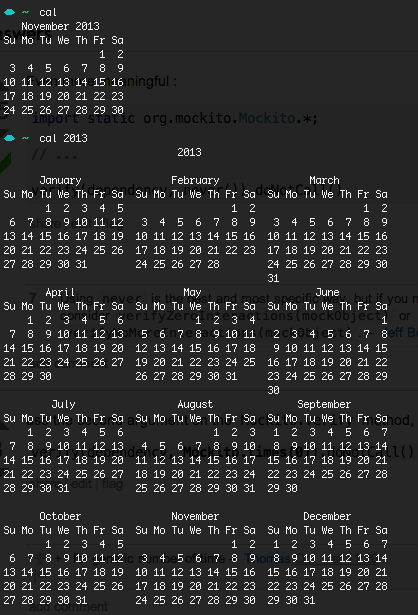 ~ cal
November 2013
Su Mo Tu We Th Fr Sa
1 2
3 4 5 6 7 8 9
10 11 12 13 14 15 16
17 18 19 20 21 22 23
24 25 26 27 28 29 30
import static org.mockito.Mockito.*;
~ cal 2013
// ...
2013
January February March
Su Mo Tu We Th Fr Sa Su Mo Tu We Th Fr Sa Su Mo Tu We Th Fr Sa
1 2 3 4 5 1 2 1 2
6 7 8 9 10 11 12 3 4 5 6 7 8 9 3 4 5 6 7 8 9
13 14 15 16 17 18 19 10 11 12 13 14 15 16 10 11 12 13 14 15 16
20 21 22 23 24 25 26 17 18 19 20 21 22 23 17 18 19 20 21 22 23
27 28 29 30 31 24 25 26 27 28 24 25 26 27 28 29 30
31
April May June
Su Mo Tu We Th Fr Sa Su Mo Tu We Th Fr Sa Su Mo Tu We Th Fr Sa
1 2 3 4 5 6 1 2 3 4 1
7 8 9 10 11 12 13 5 6 7 8 9 10 11 2 3 4 5 6 7 8
14 15 16 17 18 19 20 12 13 14 15 16 17 18 9 10 11 12 13 14 15
21 22 23 24 25 26 27 19 20 21 22 23 24 25 16 17 18 19 20 21 22
28 29 30 26 27 28 29 30 31 23 24 25 26 27 28 29
30
July August September
Su Mo Tu We Th Fr Sa Su Mo Tu We Th Fr Sa Su Mo Tu We Th Fr Sa
1 2 3 4 5 6 1 2 3 1 2 3 4 5 6 7
7 8 9 10 11 12 13 4 5 6 7 8 9 10 8 9 10 11 12 13 14
14 15 16 17 18 19 20 11 12 13 14 15 16 17 15 16 17 18 19 20 21
21 22 23 24 25 26 27 18 19 20 21 22 23 24 22 23 24 25 26 27 28
28 29 30 31 25 26 27 28 29 30 31 29 30
edit | flag
October November December
Su Mo Tu We Th Fr Sa Su Mo Tu We Th Fr Sa Su Mo Tu We Th Fr Sa
1 2 3 4 5 1 2 1 2 3 4 5 6 7
6 7 8 9 10 11 12 3 4 5 6 7 8 9 8 9 10 11 12 13 14
13 14 15 16 17 18 19 10 11 12 13 14 15 16 15 16 17 18 19 20 21
20 21 22 23 24 25 26 17 18 19 20 21 22 23 22 23 24 25 26 27 28
27 28 29 30 31 24 25 26 27 28 29 30 29 30 31
add comment